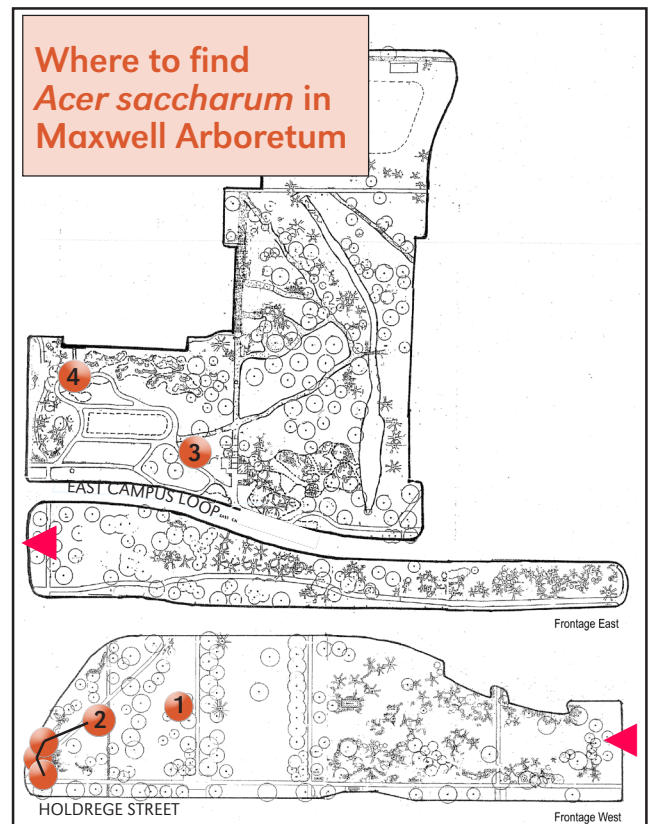 Where to find
Acer saccharum in
Maxwell Arboretum
4
3
EAST CAMPUS LOOP
Frontage East
1
2
HOLDREGE STREET
Frontage West